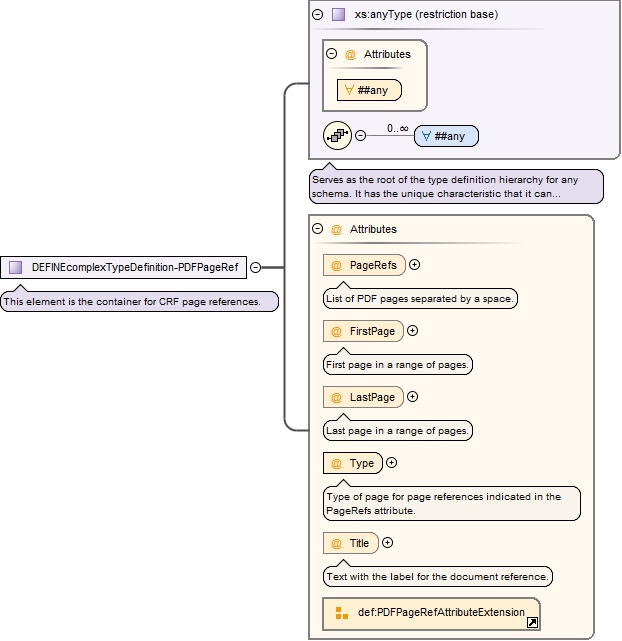 xs:anyType (restriction base)
@ Attributes
∀ ##any
0..∞
∀ ##any
Serves as the root of the type definition hierarchy for any
schema. It has the unique characteristic that it can...
DEFINEcomplexTypeDefinition-PDFPageRef
This element is the container for CRF page references.
@ Attributes
@ PageRefs
List of PDF pages separated by a space.
@ FirstPage
First page in a range of pages.
@ LastPage
Last page in a range of pages.
@ Type
Type of page for page references indicated in the
PageRefs attribute.
@ Title
Text with the label for the document reference.
def:PDFPageRefAttributeExtension